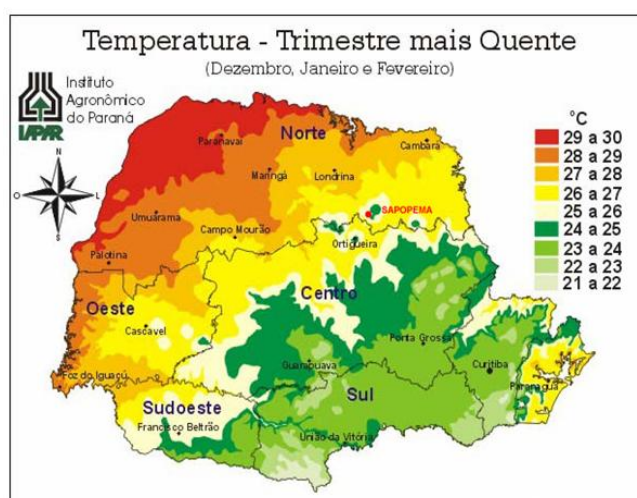 Temperatura - Trimestre mais Quente
(Dezembro, Janeiro e Fevereiro)
Instituto
Agronômico
do Paraná
IAPAR
N
O
L
S
°C
29 a 30
28 a 29
27 a 28
26 a 27
25 a 26
24 a 25
23 a 24
22 a 23
21 a 22
Norte
Paranavaí
Cambará
Maringá
Londrina
SAPOPEMA
Umuárama
Campo Mourão
Ortigueira
Palotina
Oeste
Centro
Cascavel
Ponta Grossa
Guarapuava
Curitiba
Foz do Iguaçú
Paranaguá
Sudoeste
Sul
Francisco Beltrão
União da Vitória